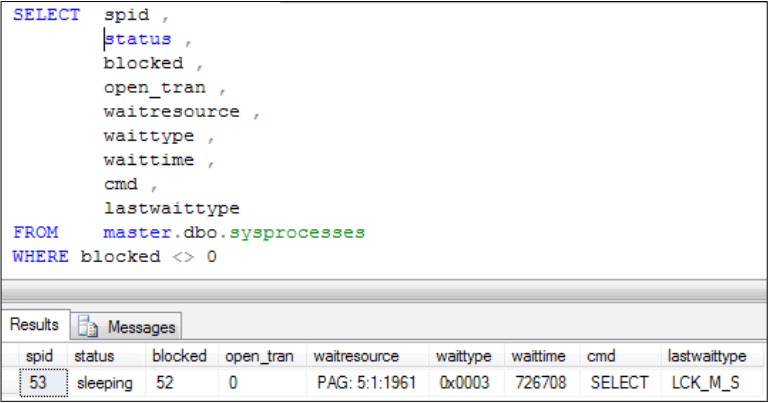 SELECT spid ,
status ,
blocked ,
open_tran ,
waitresource ,
waittype ,
waittime ,
cmd ,
lastwaittype
FROM master.dbo.sysprocesses
WHERE blocked <> 0
Results Messages
spid status blocked open_tran waitresource waittype waittime cmd lastwaittype
53 sleeping 52 0 PAG: 5:1:1961 0x0003 726708 SELECT LCK_M_S